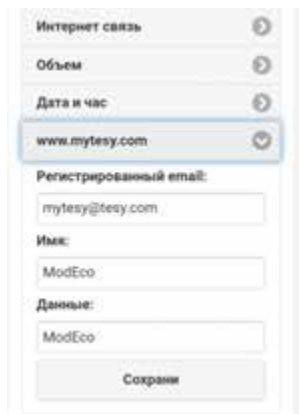 Интернет связь
Объем
Дата и час
www.mytesy.com
Регистрированный email:
mytesy@tesy.com
Имя:
ModEco
Данные:
ModEco
Сохрани